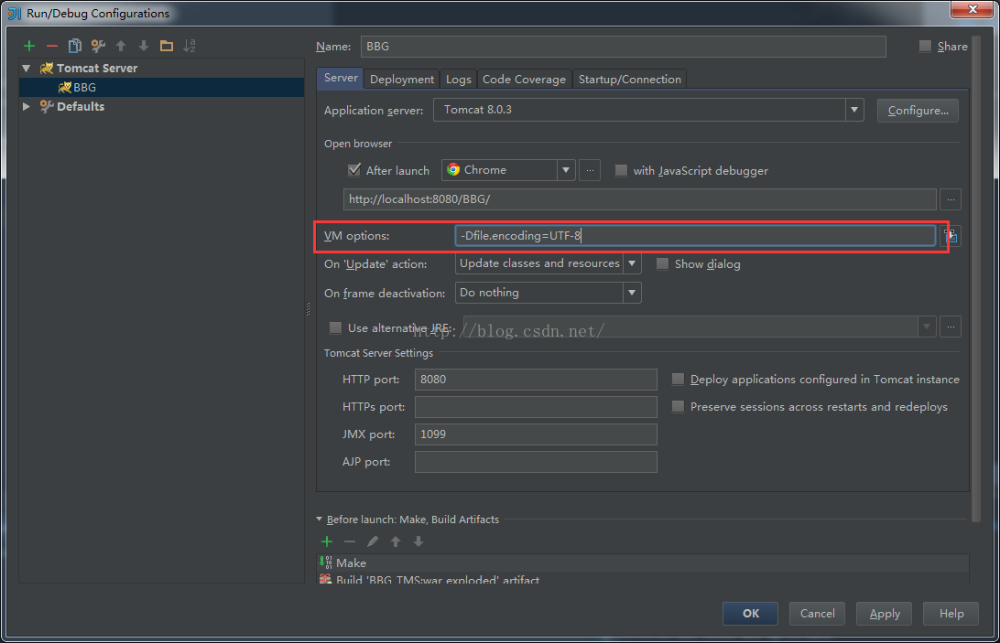 Run/Debug Configurations
Name: BBG Share
Tomcat Server
BBG
Defaults
Server Deployment Logs Code Coverage Startup/Connection
Application server: Tomcat 8.0.3 Configure...
Open browser
After launch Chrome ... with JavaScript debugger
http://localhost:8080/BBG/ ...
VM options: -Dfile.encoding=UTF-8
On 'Update' action: Update classes and resources Show dialog
On frame deactivation: Do nothing
Use alternative JRE: ...
http://blog.csdn.net/
Tomcat Server Settings
HTTP port: 8080 Deploy applications configured in Tomcat instance
HTTPs port: Preserve sessions across restarts and redeploys
JMX port: 1099
AJP port:
Before launch: Make, Build Artifacts
Make
Build 'BBG_TMS:war exploded' artifact
OK Cancel Apply Help